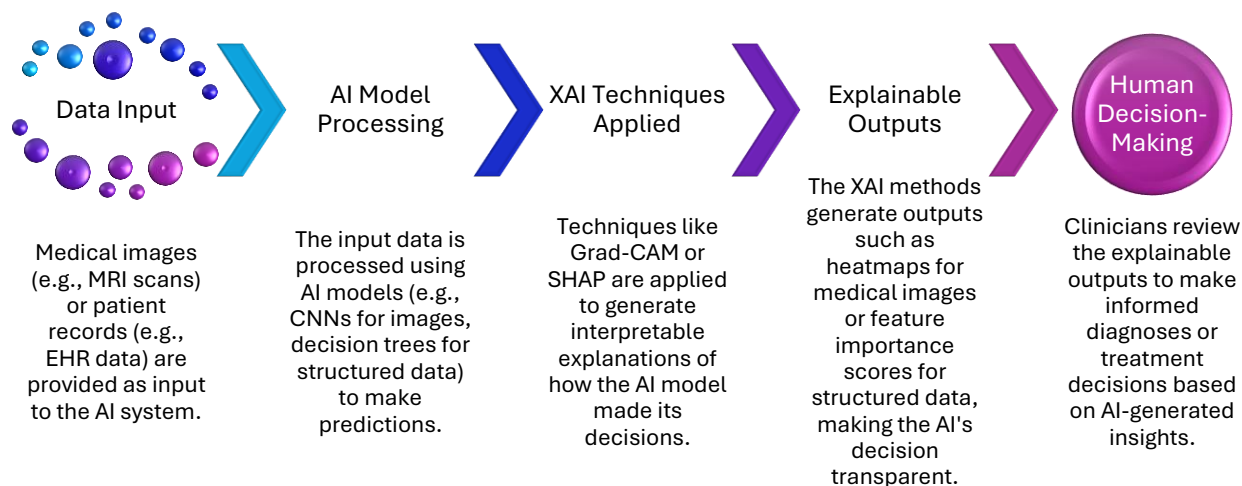 Data Input
AI Model
Processing
XAI Techniques
Applied
Explainable
Outputs
Human
Decision-
Making
Medical images
(e.g., MRI scans)
or patient
records (e.g.,
EHR data) are
provided as input
to the AI system.
The input data is
processed using
AI models (e.g.,
CNNs for images,
decision trees for
structured data)
to make
predictions.
Techniques like
Grad-CAM or
SHAP are applied
to generate
interpretable
explanations of
how the AI model
made its
decisions.
The XAI methods
generate outputs
such as
heatmaps for
medical images
or feature
importance
scores for
structured data,
making the AI's
decision
transparent.
Clinicians review
the explainable
outputs to make
informed
diagnoses or
treatment
decisions based
on AI-generated
insights.